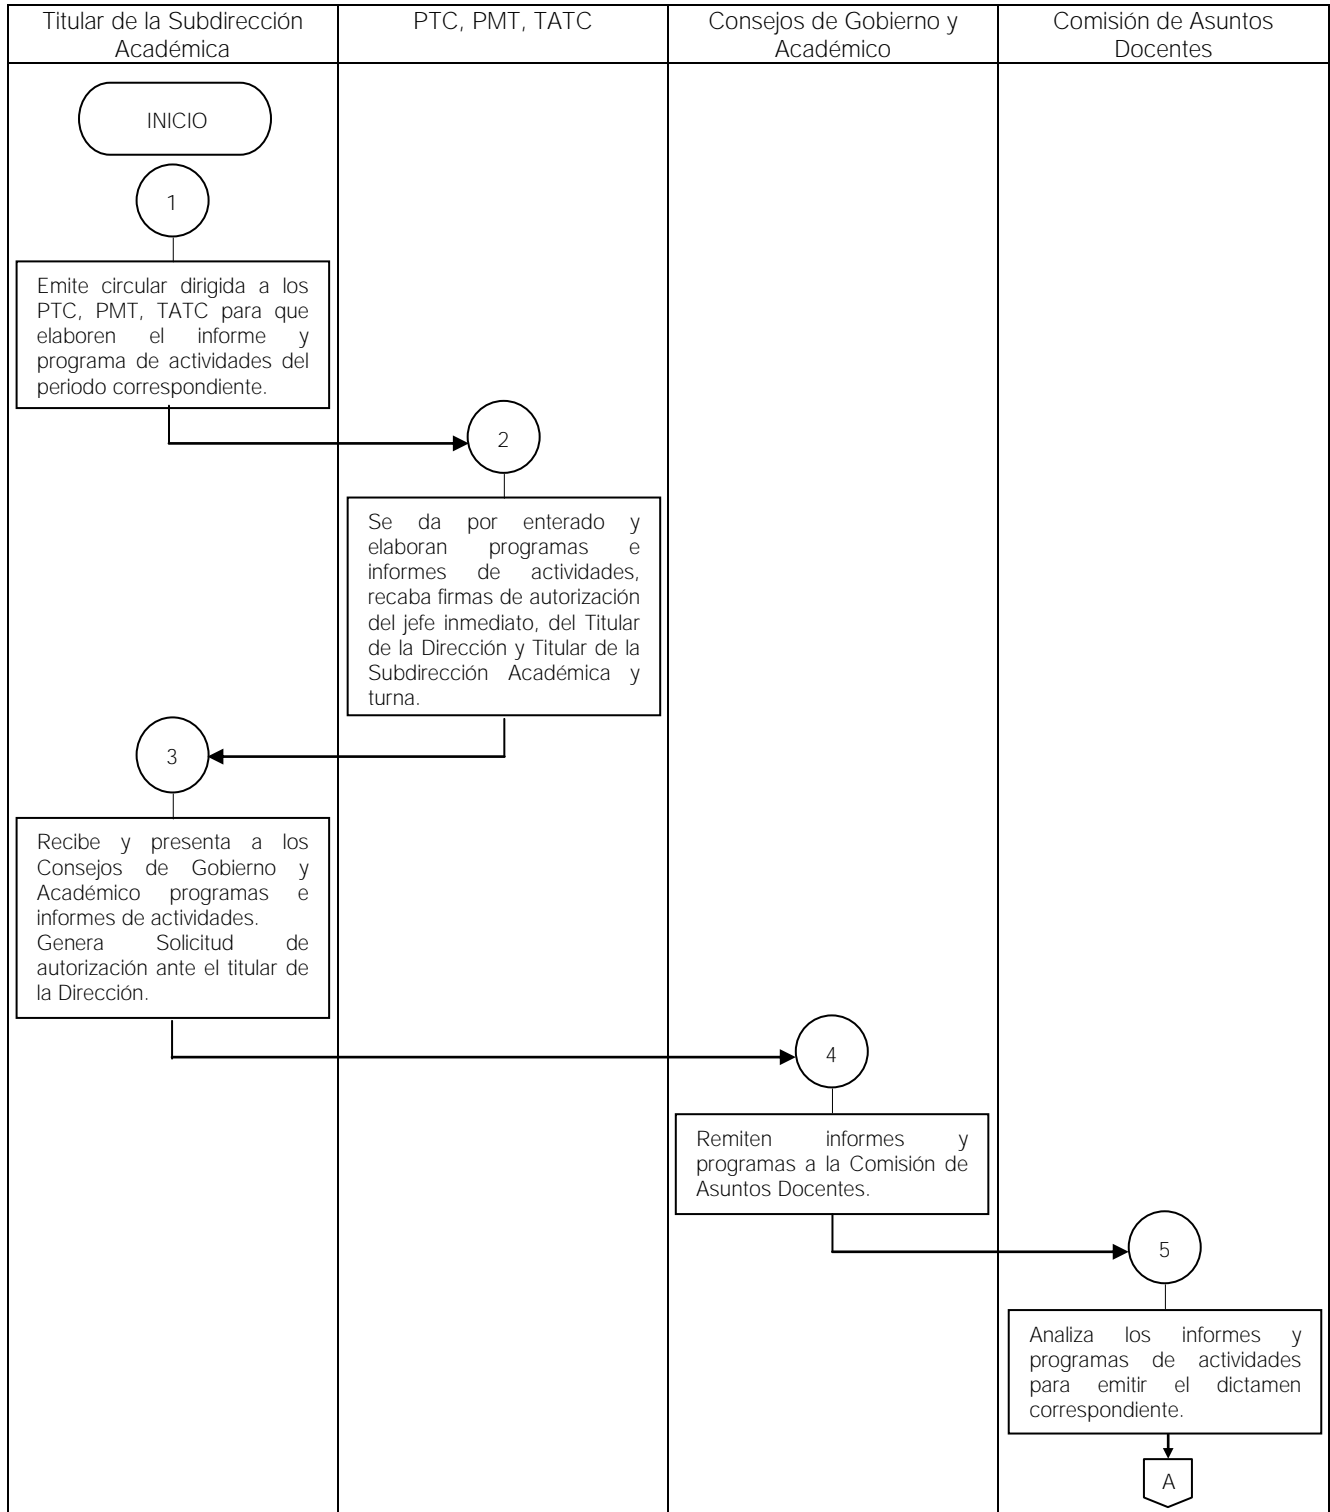 Titular de la Subdirección
Académica
PTC, PMT, TATC
Consejos de Gobierno y
Académico
Comisión de Asuntos
Docentes
INICIO
1
Emite circular dirigida a los
PTC, PMT, TATC para que
elaboren el informe y
programa de actividades del
periodo correspondiente.
2
Se da por enterado y
elaboran programas e
informes de actividades,
recaba firmas de autorización
del jefe inmediato, del Titular
de la Dirección y Titular de la
Subdirección Académica y
turna.
3
Recibe y presenta a los
Consejos de Gobierno y
Académico programas e
informes de actividades.
Genera Solicitud de
autorización ante el titular de
la Dirección.
4
Remiten informes y
programas a la Comisión de
Asuntos Docentes.
5
Analiza los informes y
programas de actividades
para emitir el dictamen
correspondiente.
A